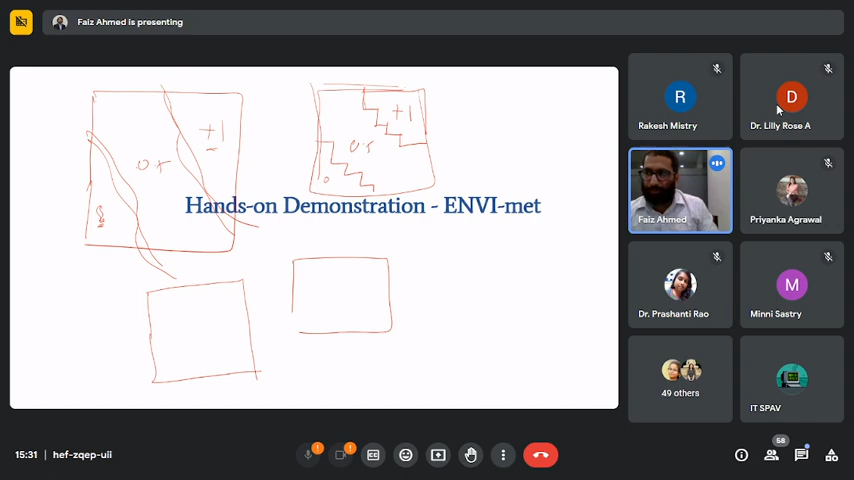 Faiz Ahmed is presenting
+1
+1
0+
0+
0
Hands-on Demonstration - ENVI-met
R
Rakesh Mistry
D
Dr. Lilly Rose A
Faiz Ahmed
Priyanka Agrawal
Dr. Prashanti Rao
M
Minni Sastry
49 others
IT SPAV
15:31 | hef-zqep-uii
58